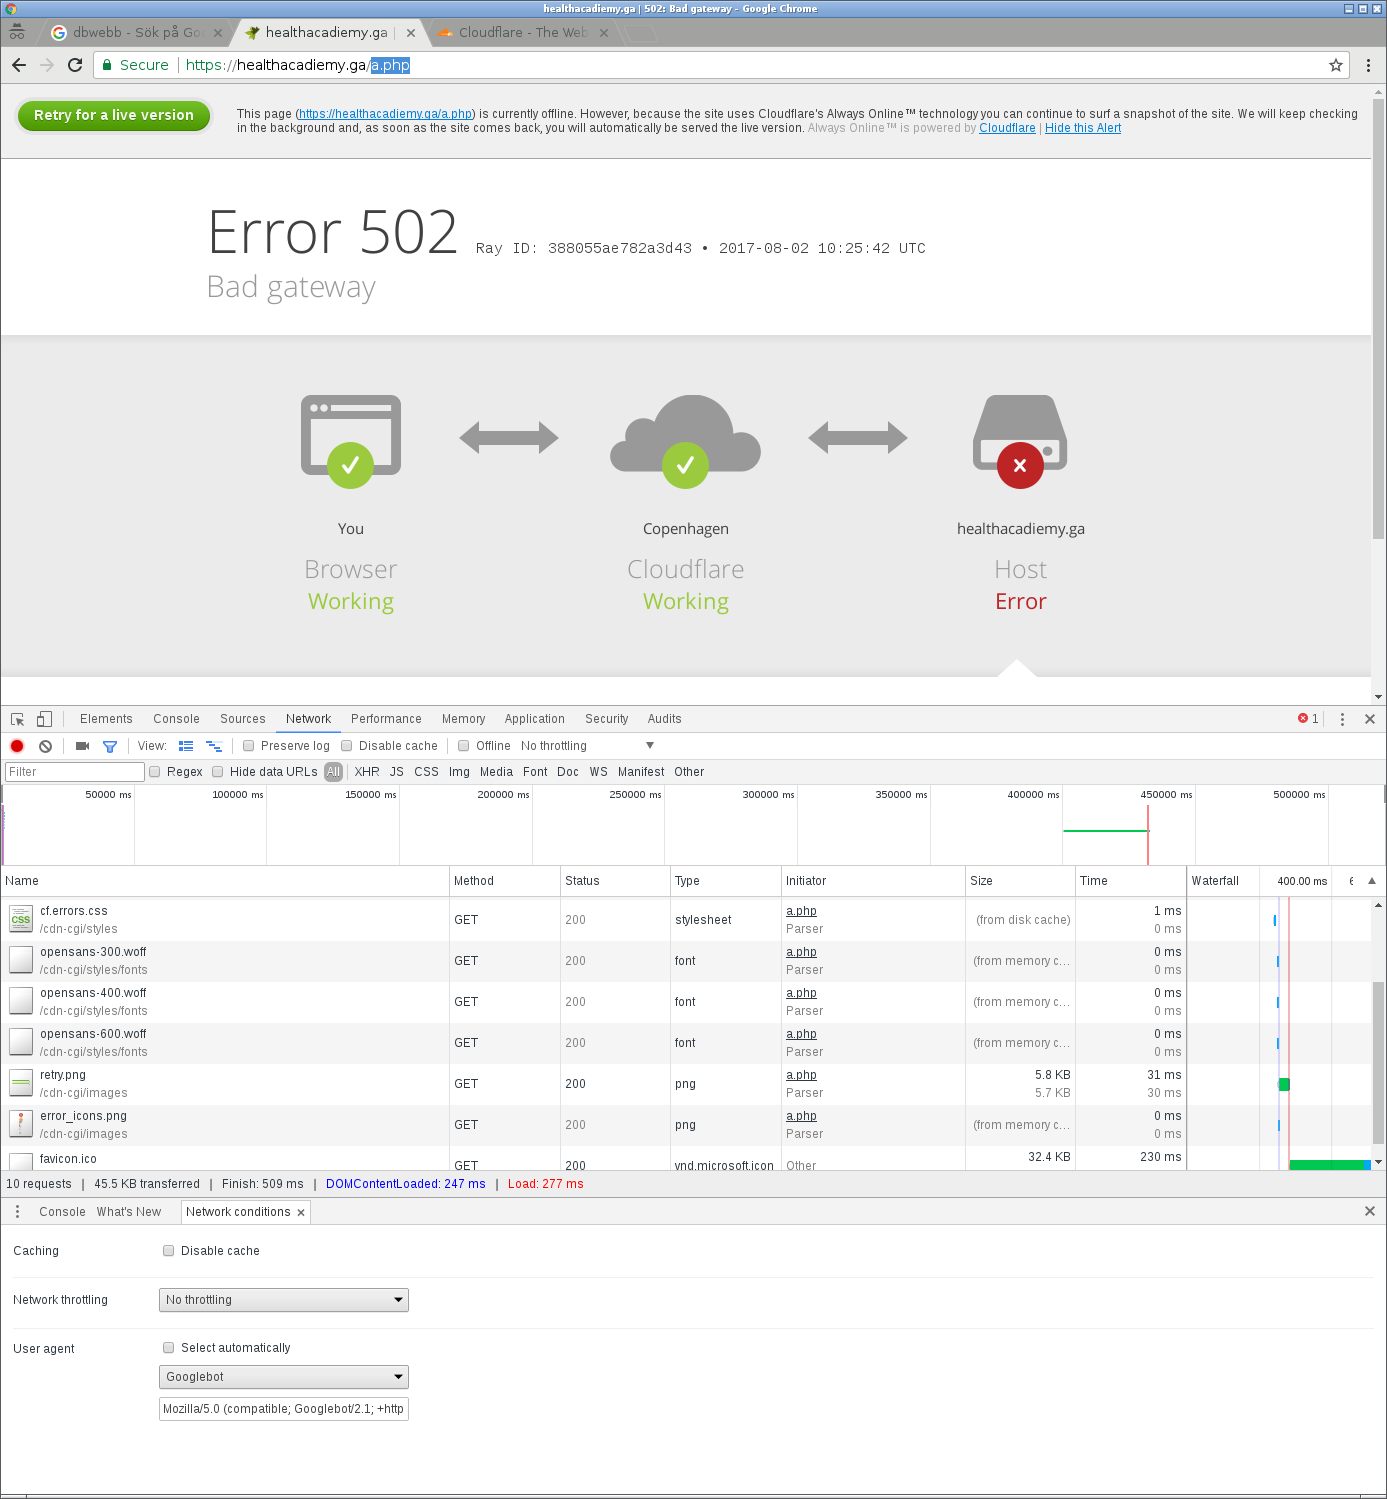 healthacadiemy.ga | 502: Bad gateway - Google Chrome
dbwebb - Sök på Go
healthacadiemy.ga |
Cloudflare - The Web
Secure
https://healthacadiemy.ga/a.php
Retry for a live version
This page (https://healthacadiemy.ga/a.php) is currently offline. However, because the site uses Cloudflare's Always Online™ technology you can continue to surf a snapshot of the site. We will keep checking
in the background and, as soon as the site comes back, you will automatically be served the live version. Always Online™ is powered by Cloudflare | Hide this Alert
Error 502 Ray ID: 388055ae782a3d43 • 2017-08-02 10:25:42 UTC
Bad gateway
You
Browser
Working
Copenhagen
Cloudflare
Working
healthacadiemy.ga
Host
Error
Elements Console Sources Network Performance Memory Application Security Audits 1
View: Preserve log Disable cache Offline No throttling
Filter Regex Hide data URLs All XHR JS CSS Img Media Font Doc WS Manifest Other
50000 ms 100000 ms 150000 ms 200000 ms 250000 ms 300000 ms 350000 ms 400000 ms 450000 ms 500000 ms
Name Method Status Type Initiator Size Time Waterfall 400.00 ms
cf.errors.css a.php 1 ms
CSS GET 200 stylesheet (from disk cache)
/cdn-cgi/styles Parser 0 ms
opensans-300.woff a.php 0 ms
GET 200 font (from memory c...
/cdn-cgi/styles/fonts Parser 0 ms
opensans-400.woff a.php 0 ms
GET 200 font (from memory c...
/cdn-cgi/styles/fonts Parser 0 ms
opensans-600.woff a.php 0 ms
GET 200 font (from memory c...
/cdn-cgi/styles/fonts Parser 0 ms
retry.png a.php 5.8 KB 31 ms
GET 200 png
/cdn-cgi/images Parser 5.7 KB 30 ms
error_icons.png a.php 0 ms
GET 200 png (from memory c...
/cdn-cgi/images Parser 0 ms
favicon.ico 32.4 KB 230 ms
GET 200 vnd.microsoft.icon Other
10 requests | 45.5 KB transferred | Finish: 509 ms | DOMContentLoaded: 247 ms | Load: 277 ms
Console What's New Network conditions
Caching Disable cache
Network throttling No throttling
User agent Select automatically
Googlebot
Mozilla/5.0 (compatible; Googlebot/2.1; +http